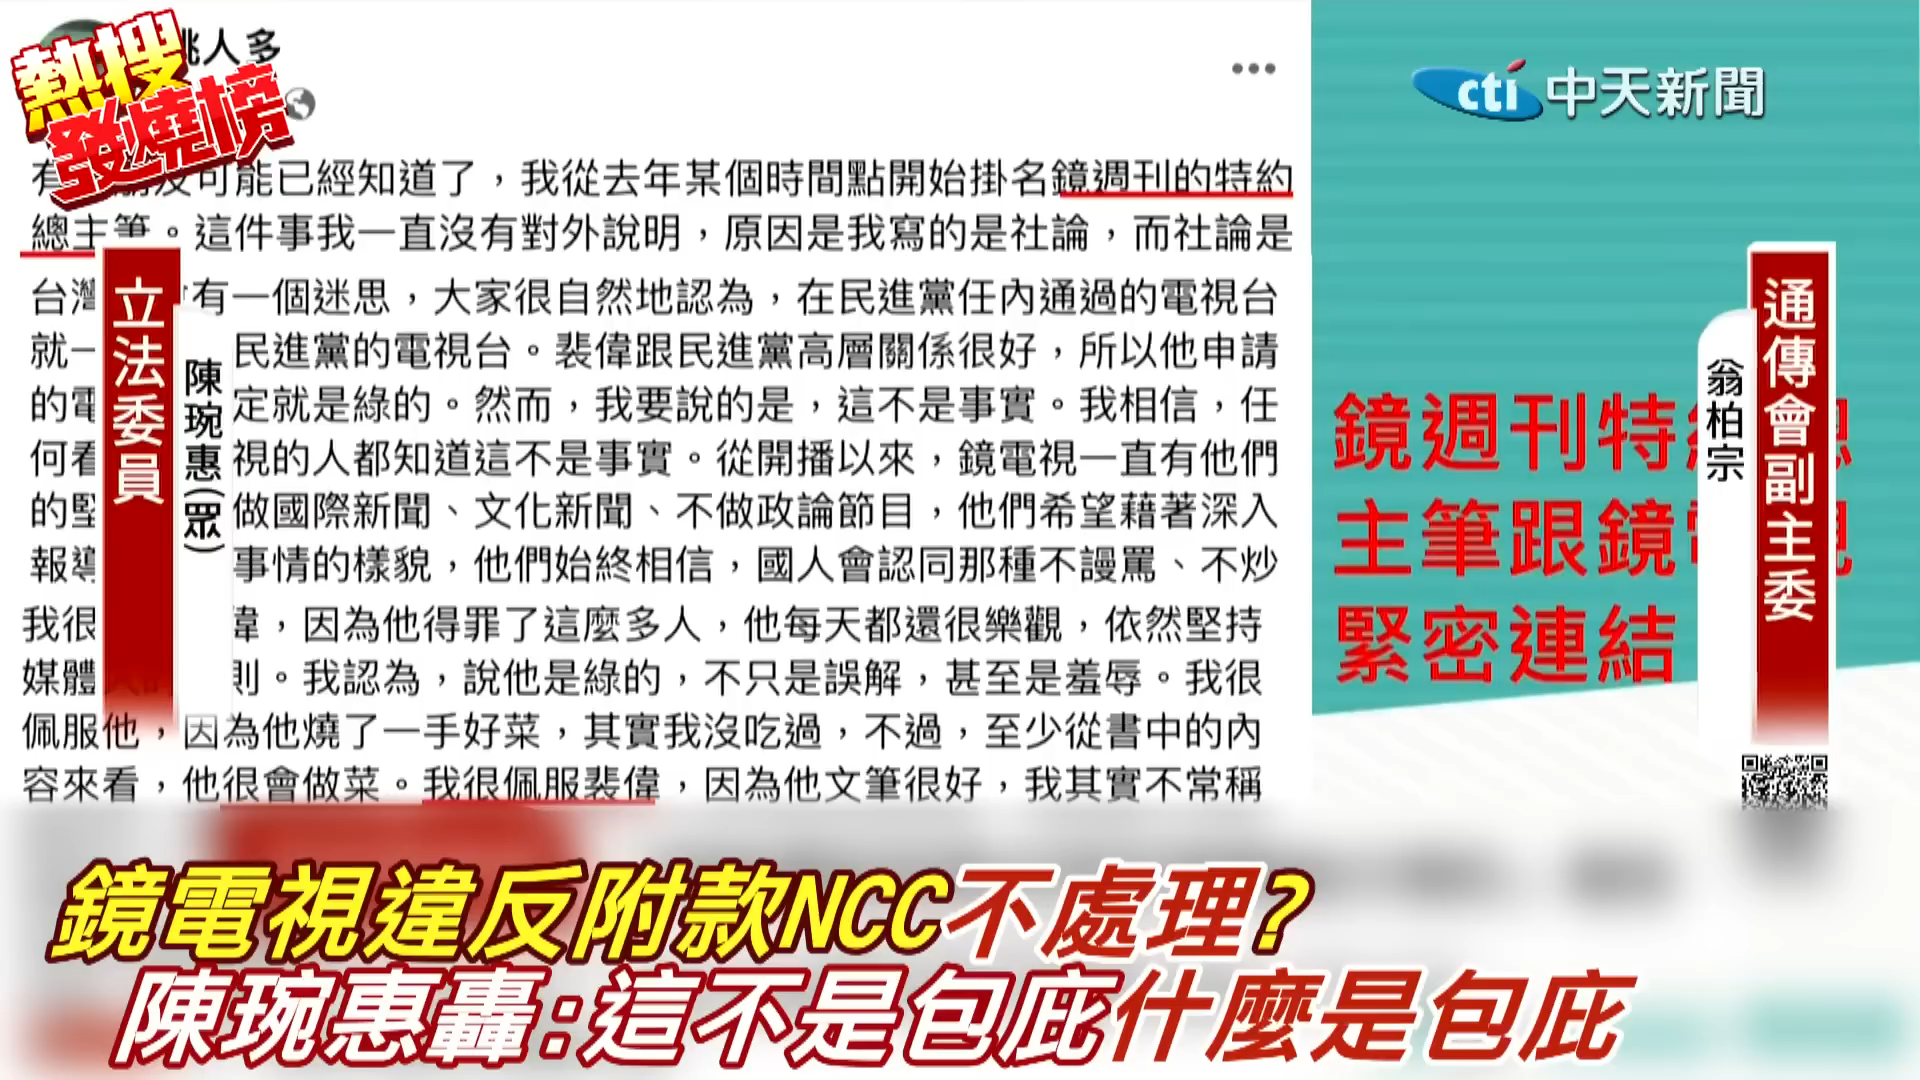 熱搜
發燒榜
姚人多
有 朋友可能已經知道了，我從去年某個時間點開始掛名鏡週刊的特約
總主筆。這件事我一直沒有對外說明，原因是我寫的是社論，而社論是
台灣 有一個迷思，大家很自然地認為，在民進黨任內通過的電視台
就一 民進黨的電視台。裴偉跟民進黨高層關係很好，所以他申請
的電 定就是綠的。然而，我要說的是，這不是事實。我相信，任
何看 視的人都知道這不是事實。從開播以來，鏡電視一直有他們
的堅 做國際新聞、文化新聞、不做政論節目，他們希望藉著深入
報導 事情的樣貌，他們始終相信，國人會認同那種不謾罵、不炒
我很 偉，因為他得罪了這麼多人，他每天都還很樂觀，依然堅持
媒體 則。我認為，說他是綠的，不只是誤解，甚至是羞辱。我很
佩服他，因為他燒了一手好菜，其實我沒吃過，不過，至少從書中的內
容來看，他很會做菜。我很佩服裴偉，因為他文筆很好，我其實不常稱
立法委員
陳琬惠(眾)
cti 中天新聞
鏡週刊特約總
主筆跟鏡電視
緊密連結
通傳會副主委
翁柏宗
鏡電視違反附款NCC不處理?
陳琬惠轟:這不是包庇什麼是包庇